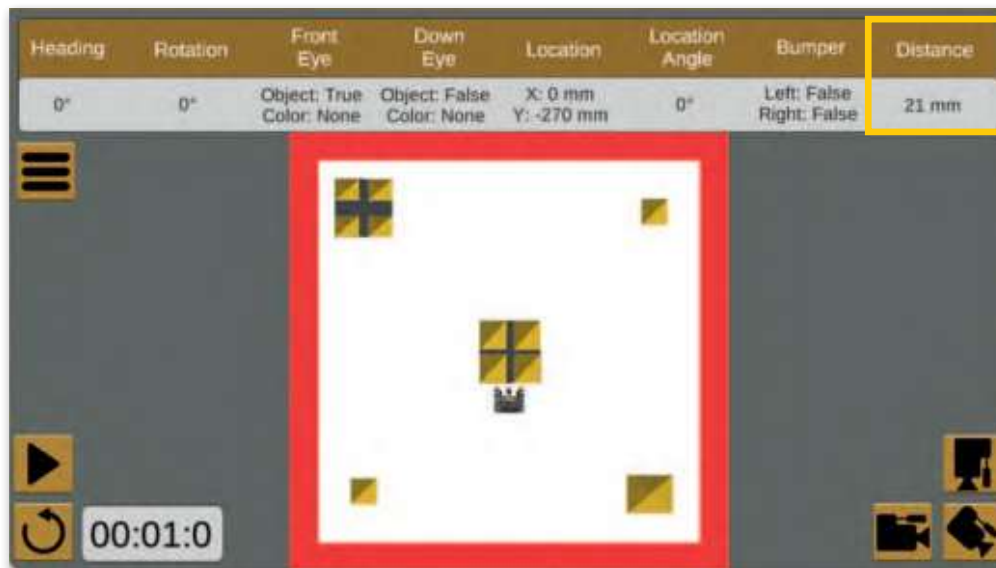 Heading Rotation Front Eye Down Eye Location Location Angle Bumper Distance
0° 0° Object: True Object: False X: 0 mm 0° Left: False 21 mm
Color: None Color: None Y: -270 mm Right: False
00:01:0